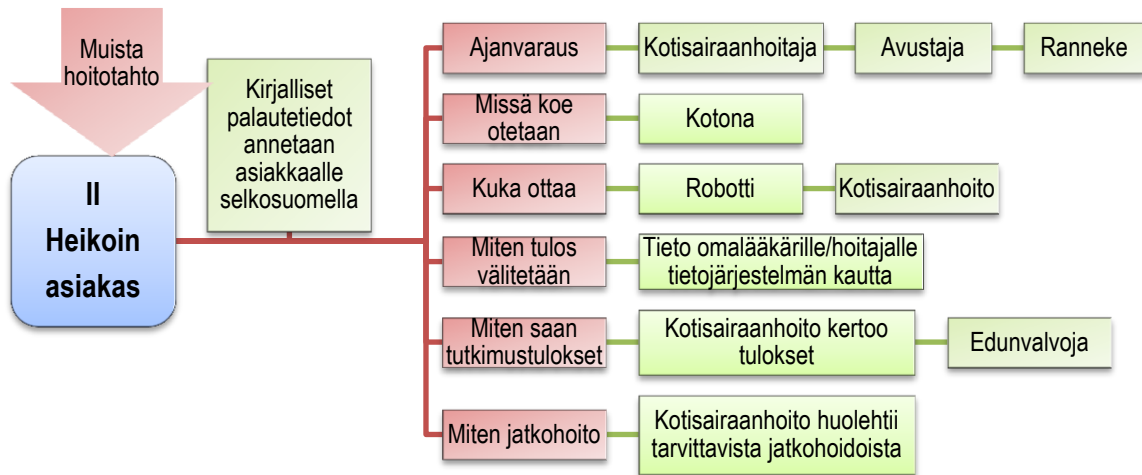 Muista
hoitotahto
II
Heikoin
asiakas
Kirjalliset
palautetiedot
annetaan
asiakkaalle
selkosuomella
Ajanvaraus
Kotisairaanhoitaja
Avustaja
Ranneke
Missä koe
otetaan
Kotona
Kuka ottaa
Robotti
Kotisairaanhoito
Miten tulos
välitetään
Tieto omalääkärille/hoitajalle
tietojärjestelmän kautta
Miten saan
tutkimustulokset
Kotisairaanhoito kertoo
tulokset
Edunvalvoja
Miten jatkohoito
Kotisairaanhoito huolehtii
tarvittavista jatkohoidoista